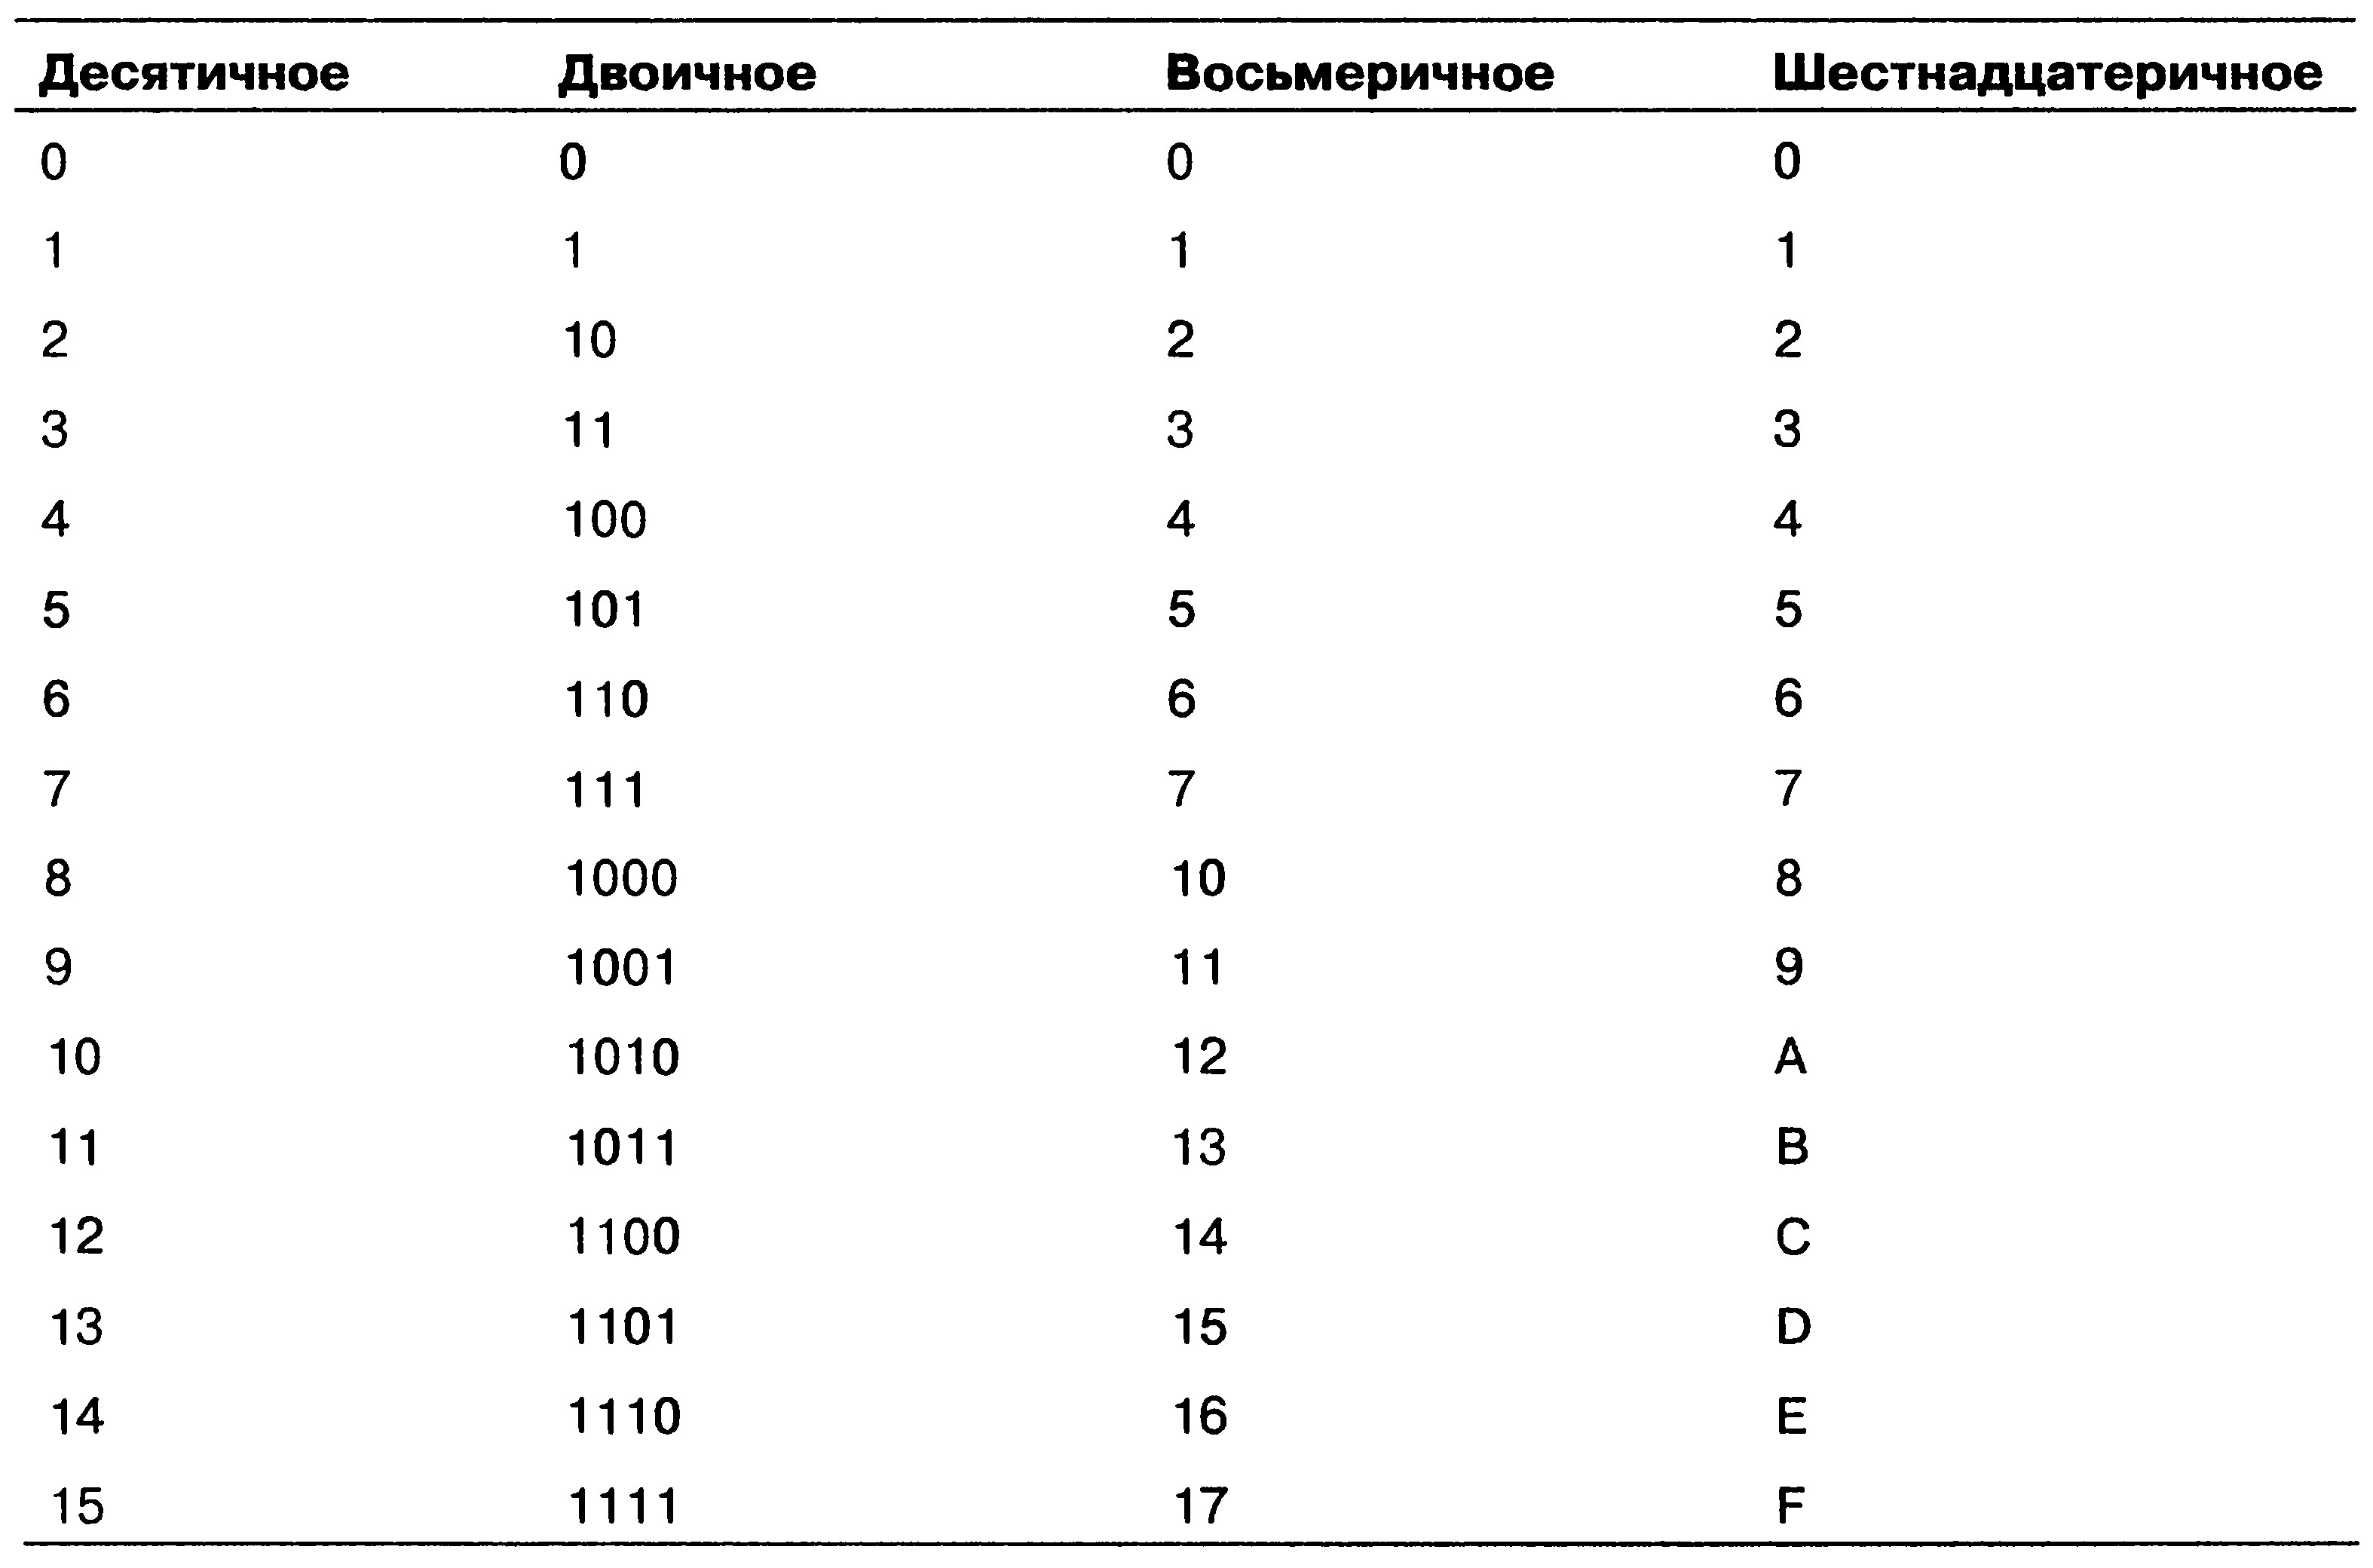 Десятичное Двоичное Восьмеричное Шестнадцатеричное
0 0 0 0
1 1 1 1
2 10 2 2
3 11 3 3
4 100 4 4
5 101 5 5
6 110 6 6
7 111 7 7
8 1000 10 8
9 1001 11 9
10 1010 12 A
11 1011 13 B
12 1100 14 C
13 1101 15 D
14 1110 16 E
15 1111 17 F